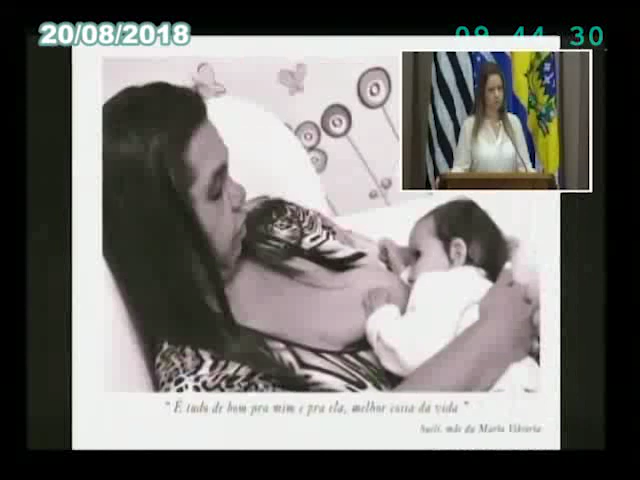 20/08/2018
09 44 30
"É tudo de bom pra mim e pra ela, melhor coisa da vida"
Sueli, mãe da Maria Vitória